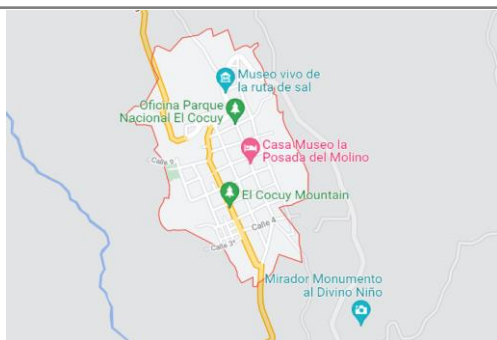 Museo vivo de
la ruta de sal
Oficina Parque
Nacional El Cocuy
Casa Museo la
Posada del Molino
Calle 5
El Cocuy Mountain
Calle 4
Calle 3
Mirador Monumento
al Divino Niño